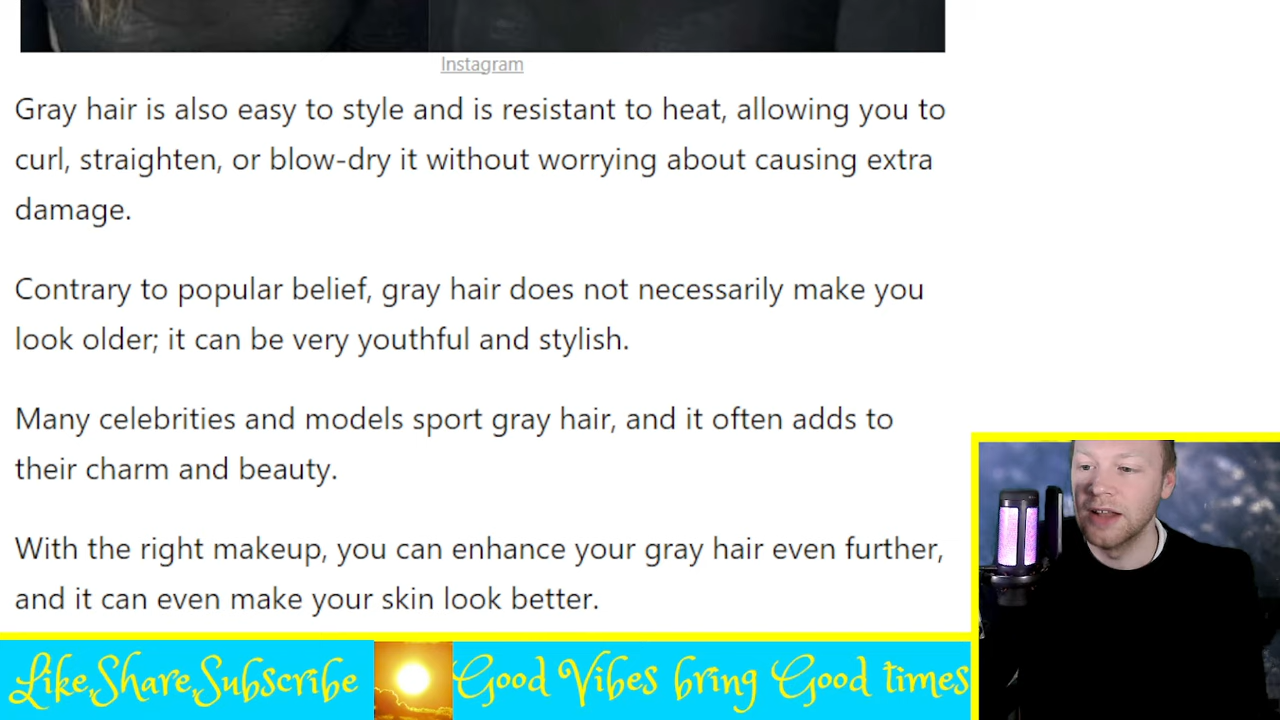 Instagram
Gray hair is also easy to style and is resistant to heat, allowing you to
curl, straighten, or blow-dry it without worrying about causing extra
damage.
Contrary to popular belief, gray hair does not necessarily make you
look older; it can be very youthful and stylish.
Many celebrities and models sport gray hair, and it often adds to
their charm and beauty.
With the right makeup, you can enhance your gray hair even further,
and it can even make your skin look better.
Like,Share,Subscribe
Good Vibes bring Good times